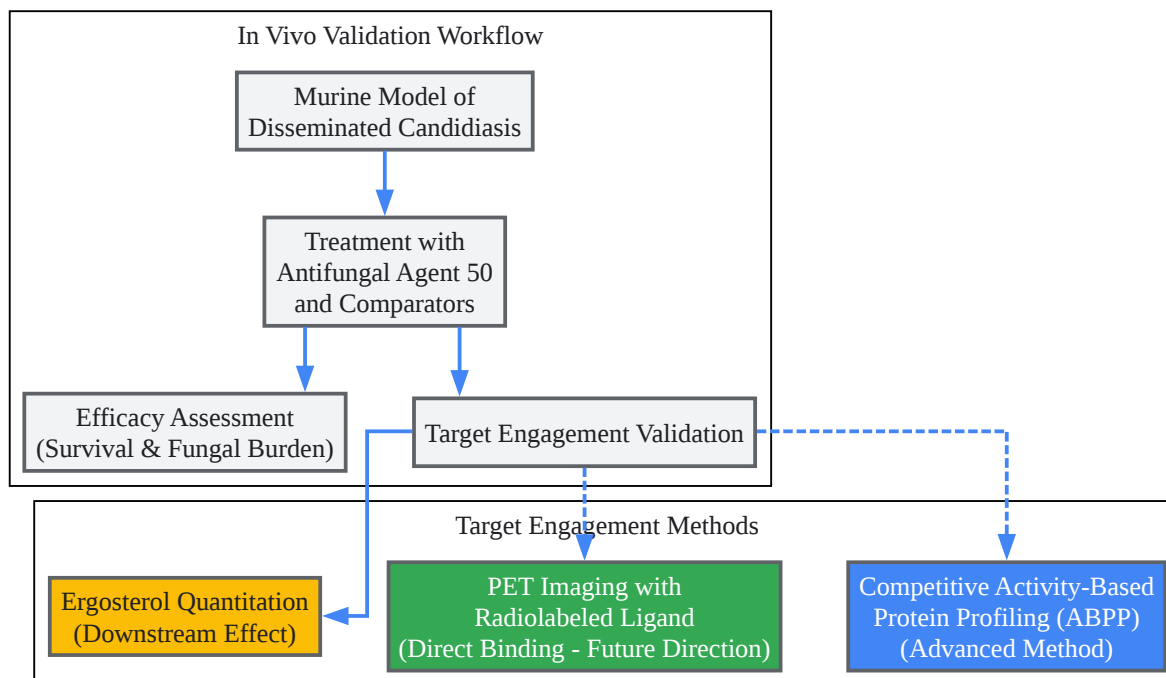 In Vivo Validation Workflow
Murine Model of
Disseminated Candidiasis
Treatment with
Antifungal Agent 50
and Comparators
Efficacy Assessment
(Survival & Fungal Burden)
Target Engagement Validation
Target Engagement Methods
Ergosterol Quantitation
(Downstream Effect)
PET Imaging with
Radiolabeled Ligand
(Direct Binding - Future Direction)
Competitive Activity-Based
Protein Profiling (ABPP)
(Advanced Method)